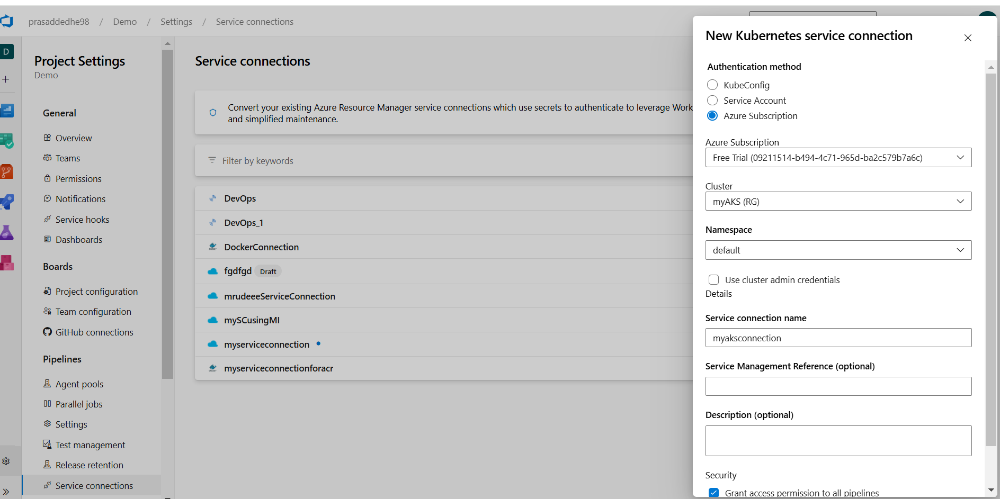 prasaddedhe98 / Demo / Settings / Service connections
D
Project Settings
Demo
General
Overview
Teams
Permissions
Notifications
Service hooks
Dashboards
Boards
Project configuration
Team configuration
GitHub connections
Pipelines
Agent pools
Parallel jobs
Settings
Test management
Release retention
Service connections
Service connections
Convert your existing Azure Resource Manager service connections which use secrets to authenticate to leverage Work
and simplified maintenance.
Filter by keywords
DevOps
DevOps_1
DockerConnection
fgdfgd Draft
mrudeeeServiceConnection
mySCusingMI
myserviceconnection
myserviceconnectionforacr
New Kubernetes service connection
Authentication method
KubeConfig
Service Account
Azure Subscription
Azure Subscription
Free Trial (09211514-b494-4c71-965d-ba2c579b7a6c)
Cluster
myAKS (RG)
Namespace
default
Use cluster admin credentials
Details
Service connection name
myaksconnection
Service Management Reference (optional)
Description (optional)
Security
Grant access permission to all pipelines